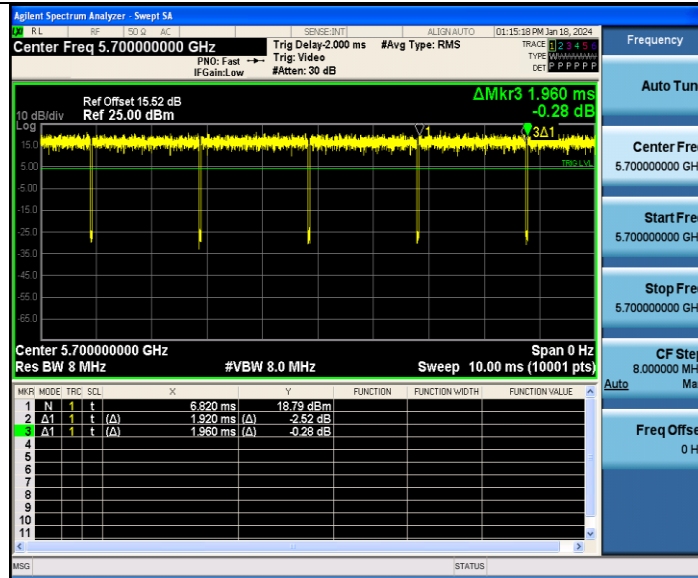 Agilent Spectrum Analyzer - Swept SA
RL RF 50 Ω AC SENSE:INT ALIGN AUTO 01:15:18 PM Jan 18, 2024
Center Freq 5.700000000 GHz
PNO: Fast
IFGain:Low
Trig Delay-2.000 ms
Trig: Video
#Atten: 30 dB
#Avg Type: RMS
TRACE 1 2 3 4 5 6
TYPE
DET P P P P P P
ΔMkr3 1.960 ms
-0.28 dB
Ref Offset 15.52 dB
10 dB/div Ref 25.00 dBm
Log
15.0
5.00
-5.00
-15.0
-25.0
-35.0
-45.0
-55.0
-65.0
1
3Δ1
TRIG LVL
Center 5.700000000 GHz Span 0 Hz
Res BW 8 MHz #VBW 8.0 MHz Sweep 10.00 ms (10001 pts)
MKR MODE TRC SCL X Y FUNCTION FUNCTION WIDTH FUNCTION VALUE
1 N 1 t 6.820 ms 18.79 dBm
2 Δ1 1 t (Δ) 1.920 ms (Δ) -2.52 dB
3 Δ1 1 t (Δ) 1.960 ms (Δ) -0.28 dB
4
5
6
7
8
9
10
11
MSG STATUS
Frequency
Auto Tun
Center Fre
5.700000000 GH
Start Fre
5.700000000 GH
Stop Fre
5.700000000 GH
CF Ste
8.000000 MH
Auto Ma
Freq Offse
0 H